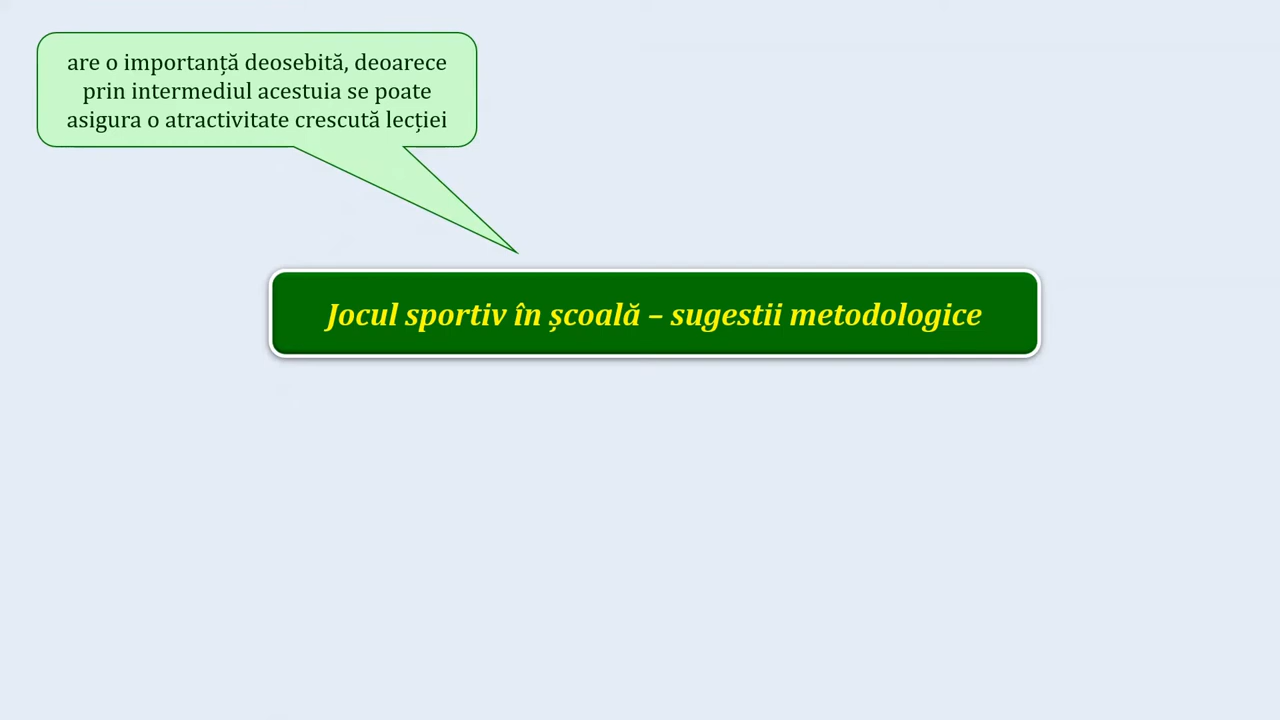 are o importanță deosebită, deoarece
prin intermediul acestuia se poate
asigura o atractivitate crescută lecției
Jocul sportiv în școală – sugestii metodologice